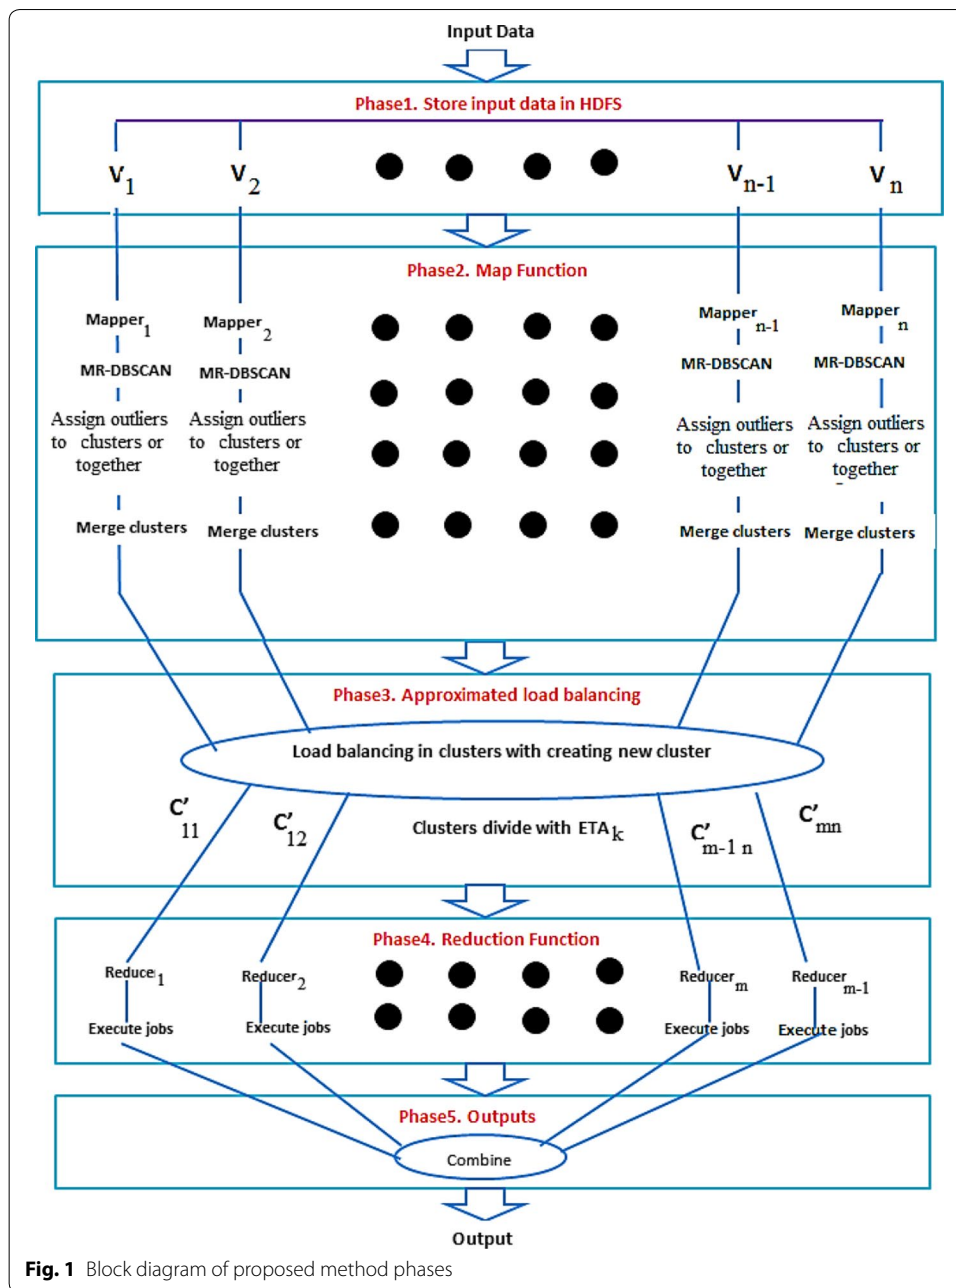 Input Data
Phase1. Store input data in HDFS
V1 V2 Vn-1 Vn
Phase2. Map Function
Mapper1 Mapper2 Mappern-1 Mappern
MR-DBSCAN MR-DBSCAN MR-DBSCAN MR-DBSCAN
Assign outliers Assign outliers Assign outliers Assign outliers
to clusters or to clusters or to clusters or to clusters or
together together together together
Merge clusters Merge clusters Merge clusters Merge clusters
Phase3. Approximated load balancing
Load balancing in clusters with creating new cluster
C'11 C'12 C'm-1 n C'mn
Clusters divide with ETAk
Phase4. Reduction Function
Reducer1 Reducer2 Reducerm Reducerm-1
Execute jobs Execute jobs Execute jobs Execute jobs
Phase5. Outputs
Combine
Output
Fig. 1 Block diagram of proposed method phases